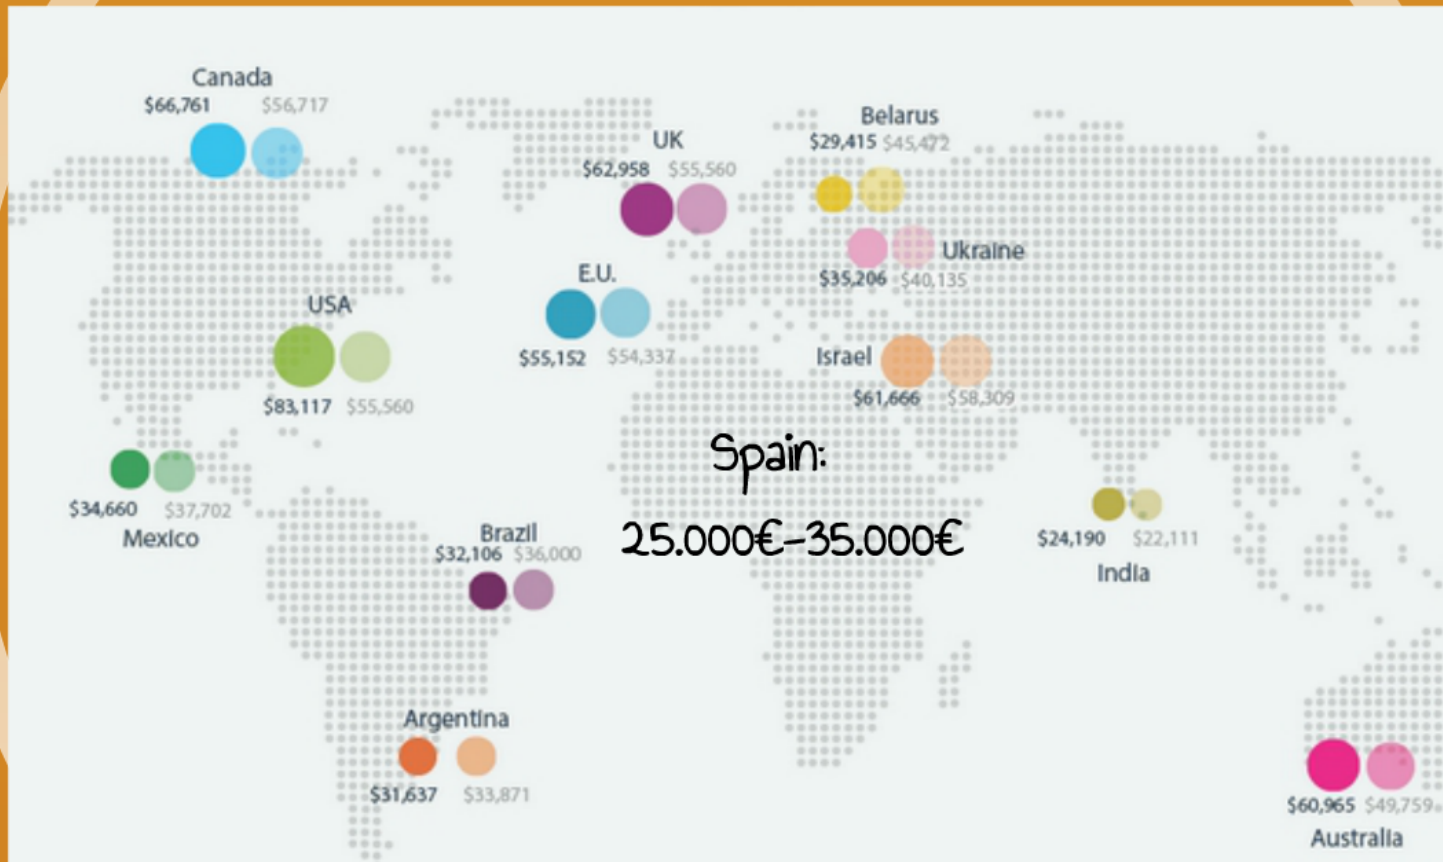 Canada
$66,761 $56,717
UK
$62,958 $55,560
Belarus
$29,415 $45,472
Ukraine
$35,206 $40,135
E.U.
$55,152 $54,337
USA
$83,117 $55,560
Israel
$61,666 $58,309
Spain:
25.000€-35.000€
$34,660 $37,702
Mexico
Brazil
$32,106 $36,000
$24,190 $22,111
India
Argentina
$31,637 $33,871
$60,965 $49,759
Australia